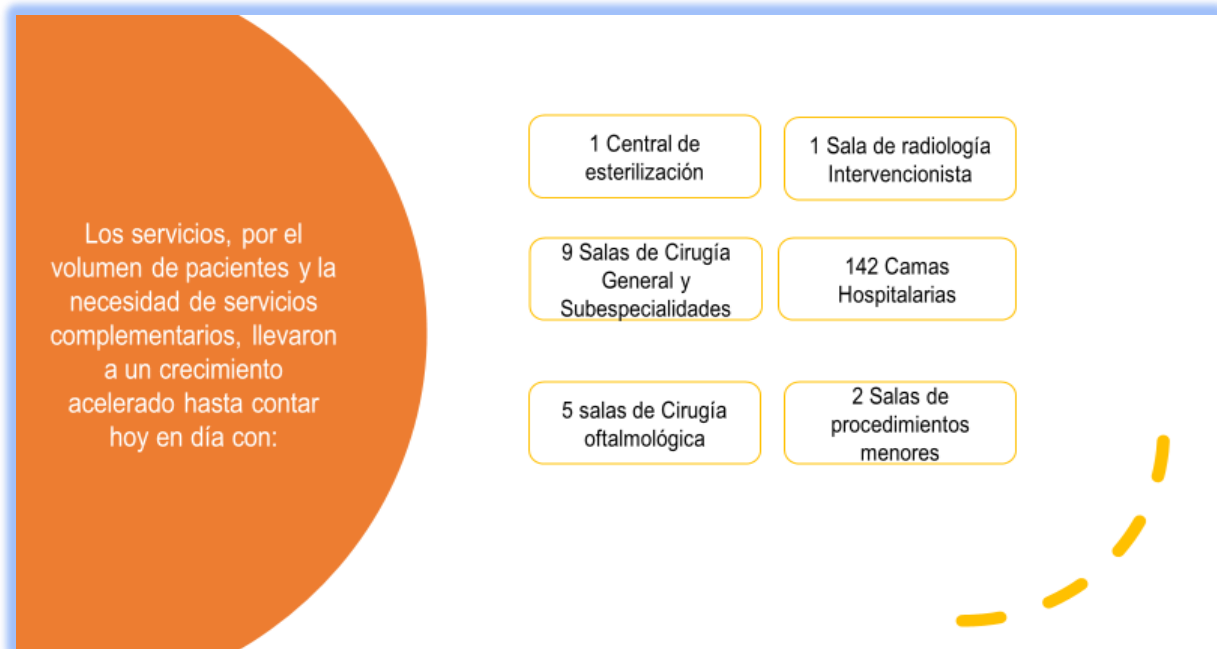 Los servicios, por el
volumen de pacientes y la
necesidad de servicios
complementarios, llevaron
a un crecimiento
acelerado hasta contar
hoy en día con:
1 Central de
esterilización
1 Sala de radiología
Intervencionista
9 Salas de Cirugía
General y
Subespecialidades
142 Camas
Hospitalarias
5 salas de Cirugía
oftalmológica
2 Salas de
procedimientos
menores